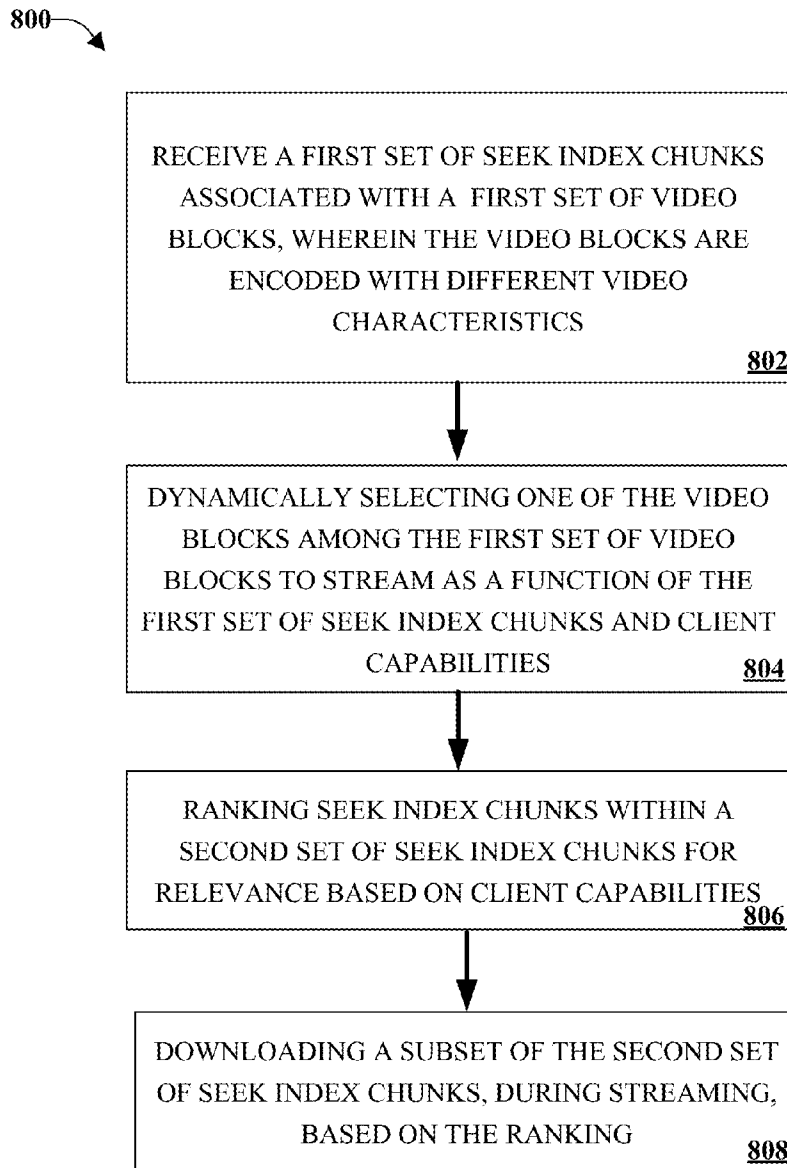 800
RECEIVE A FIRST SET OF SEEK INDEX CHUNKS
ASSOCIATED WITH A FIRST SET OF VIDEO
BLOCKS, WHEREIN THE VIDEO BLOCKS ARE
ENCODED WITH DIFFERENT VIDEO
CHARACTERISTICS
802
DYNAMICALLY SELECTING ONE OF THE VIDEO
BLOCKS AMONG THE FIRST SET OF VIDEO
BLOCKS TO STREAM AS A FUNCTION OF THE
FIRST SET OF SEEK INDEX CHUNKS AND CLIENT
CAPABILITIES
804
RANKING SEEK INDEX CHUNKS WITHIN A
SECOND SET OF SEEK INDEX CHUNKS FOR
RELEVANCE BASED ON CLIENT CAPABILITIES
806
DOWNLOADING A SUBSET OF THE SECOND SET
OF SEEK INDEX CHUNKS, DURING STREAMING,
BASED ON THE RANKING
808